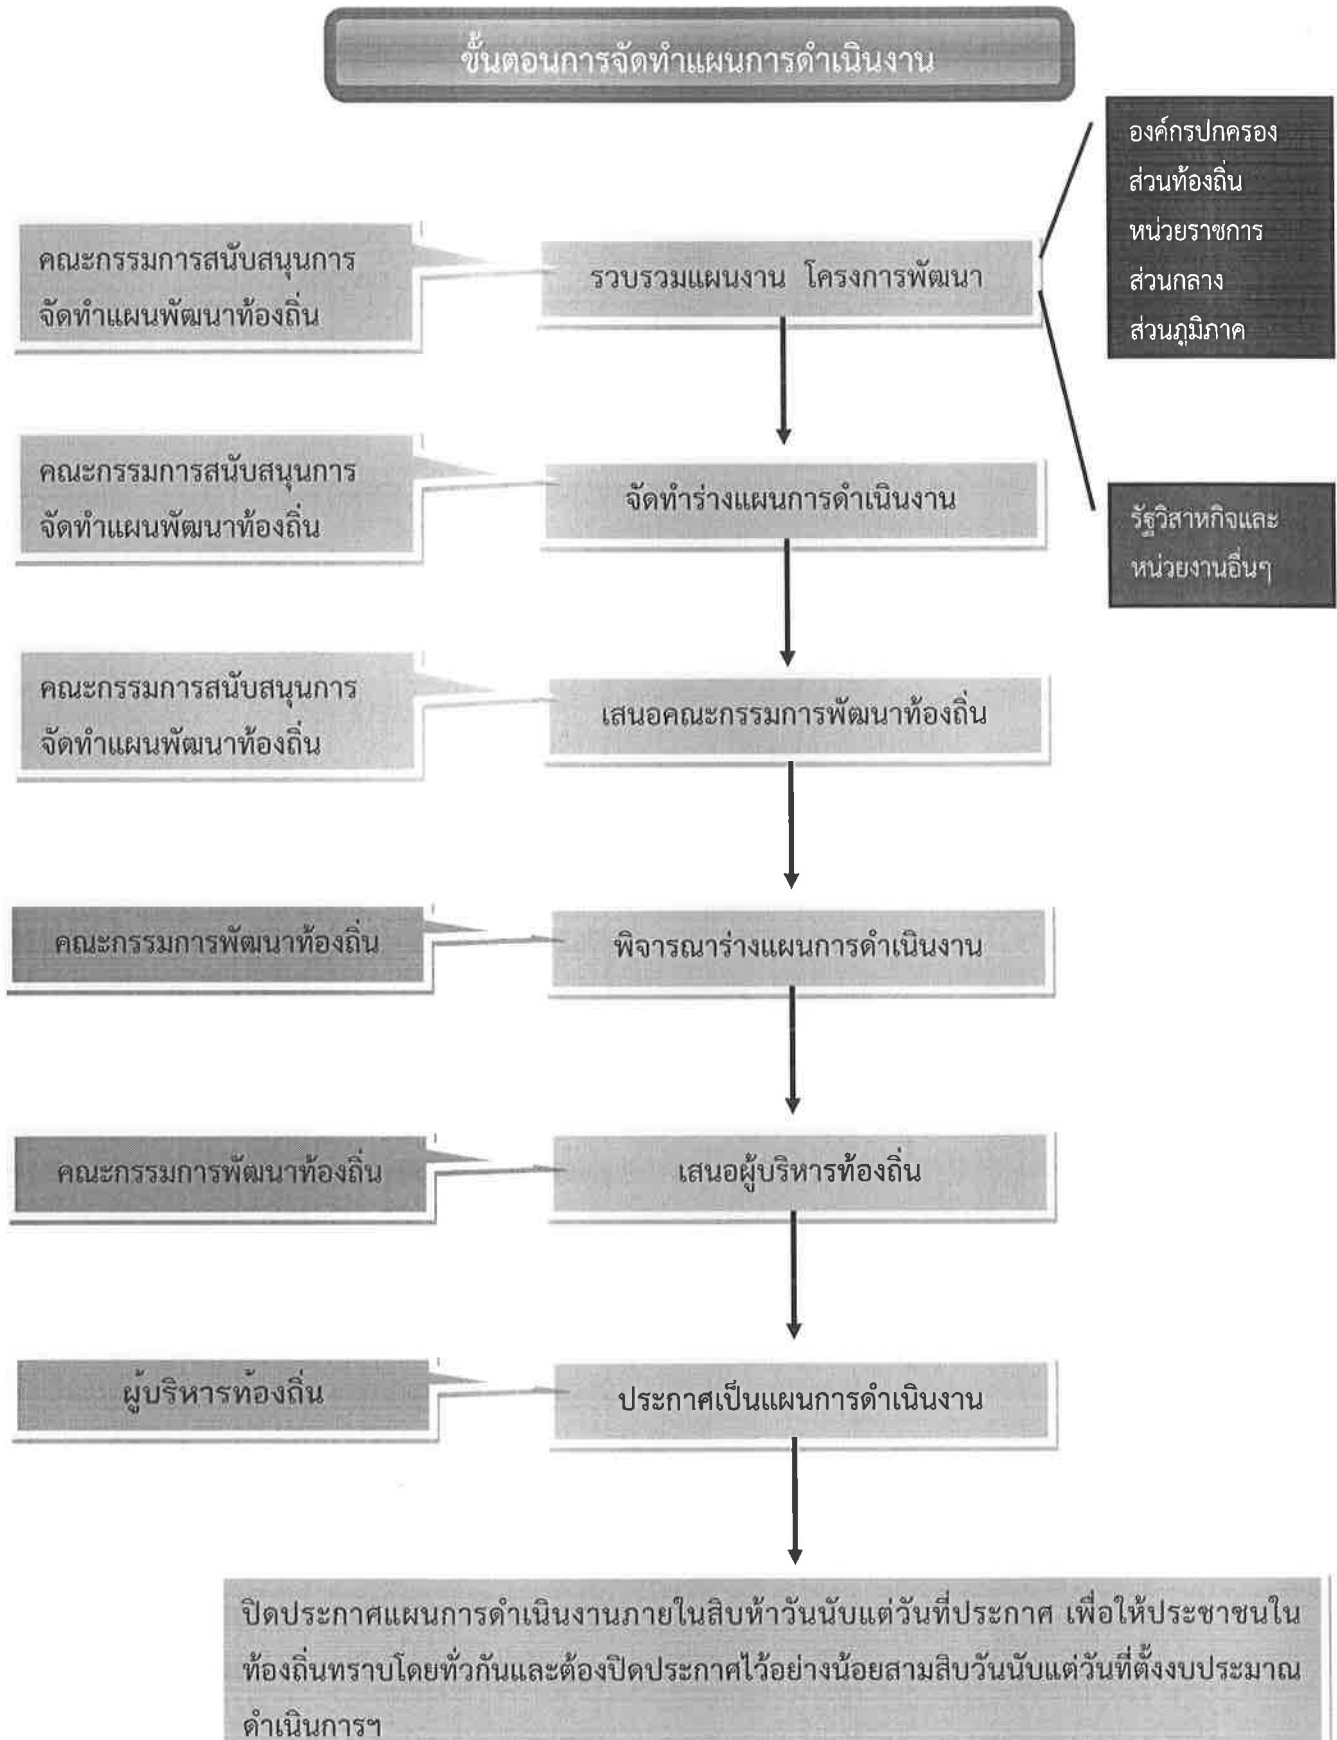 ขั้นตอนการจัดทำแผนการดำเนินงาน
องค์กรปกครอง
ส่วนท้องถิ่น
หน่วยราชการ
ส่วนกลาง
ส่วนภูมิภาค
คณะกรรมการสนับสนุนการ
จัดทำแผนพัฒนาท้องถิ่น
รวบรวมแผนงาน โครงการพัฒนา
คณะกรรมการสนับสนุนการ
จัดทำแผนพัฒนาท้องถิ่น
จัดทำร่างแผนการดำเนินงาน
รัฐวิสาหกิจและ
หน่วยงานอื่นๆ
คณะกรรมการสนับสนุนการ
จัดทำแผนพัฒนาท้องถิ่น
เสนอคณะกรรมการพัฒนาท้องถิ่น
คณะกรรมการพัฒนาท้องถิ่น
พิจารณาร่างแผนการดำเนินงาน
คณะกรรมการพัฒนาท้องถิ่น
เสนอผู้บริหารท้องถิ่น
ผู้บริหารท้องถิ่น
ประกาศเป็นแผนการดำเนินงาน
ปิดประกาศแผนการดำเนินงานภายในสิบห้าวันนับแต่วันที่ประกาศ เพื่อให้ประชาชนใน
ท้องถิ่นทราบโดยทั่วกันและต้องปิดประกาศไว้อย่างน้อยสามสิบวันนับแต่วันที่ตั้งงบประมาณ
ดำเนินการฯ